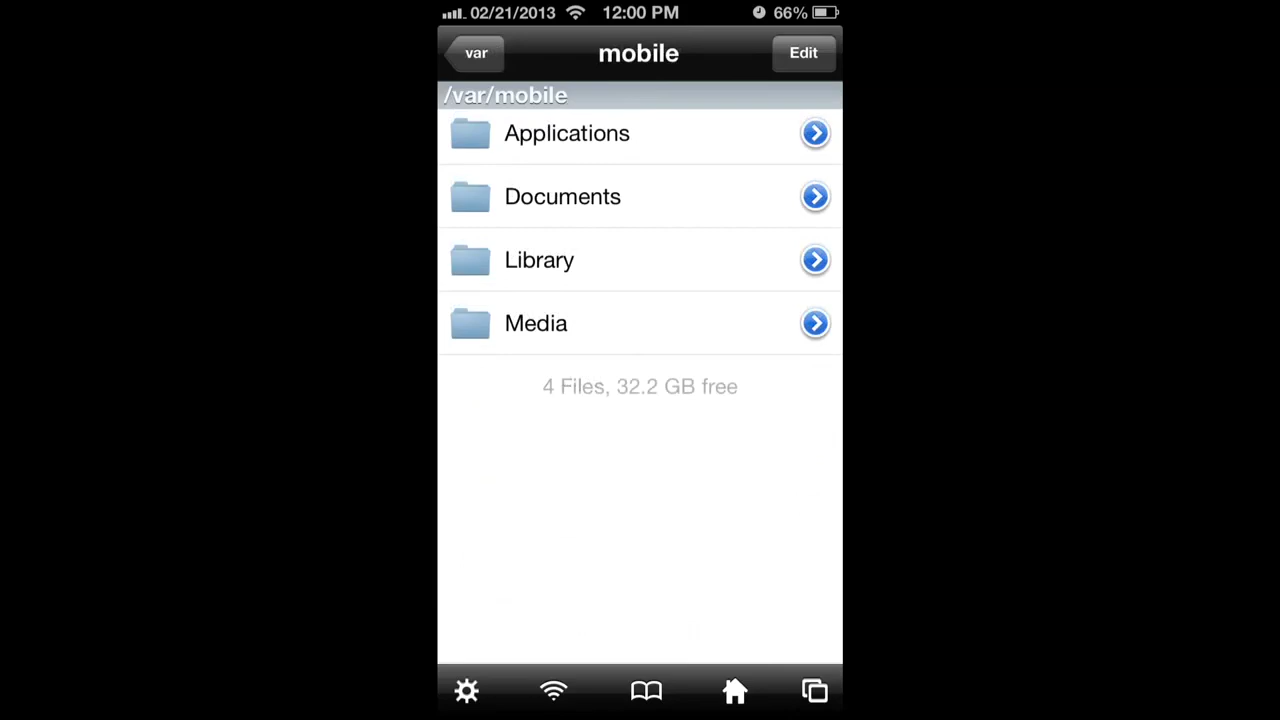 02/21/2013 12:00 PM 66%
var mobile Edit
/var/mobile
Applications
Documents
Library
Media
4 Files, 32.2 GB free